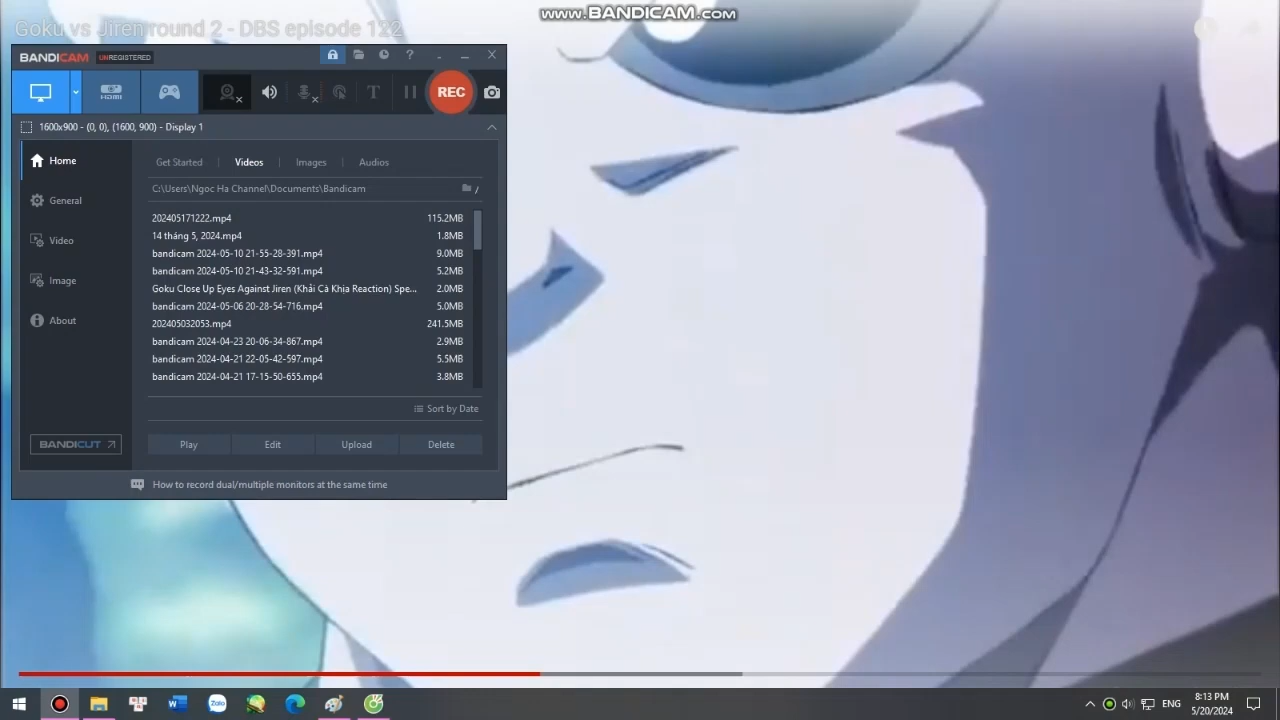 WWW.BANDICAM.COM
Goku vs Jiren round 2 - DBS episode 122
BANDICAM UNREGISTERED
HDMI
T
REC
1600x900 - (0, 0), (1600, 900) - Display 1
Home
General
Video
Image
About
BANDICUT
Get Started
Videos
Images
Audios
C:\Users\Ngoc Ha Channel\Documents\Bandicam
202405171222.mp4 115.2MB
14 tháng 5, 2024.mp4 1.8MB
bandicam 2024-05-10 21-55-28-391.mp4 9.0MB
bandicam 2024-05-10 21-43-32-591.mp4 5.2MB
Goku Close Up Eyes Against Jiren (Khải Cà Khịa Reaction) Spe... 2.0MB
bandicam 2024-05-06 20-28-54-716.mp4 5.0MB
202405032053.mp4 241.5MB
bandicam 2024-04-23 20-06-34-867.mp4 2.9MB
bandicam 2024-04-21 22-05-42-597.mp4 5.5MB
bandicam 2024-04-21 17-15-50-655.mp4 3.8MB
Sort by Date
Play
Edit
Upload
Delete
How to record dual/multiple monitors at the same time
Zalo
ENG
8:13 PM
5/20/2024